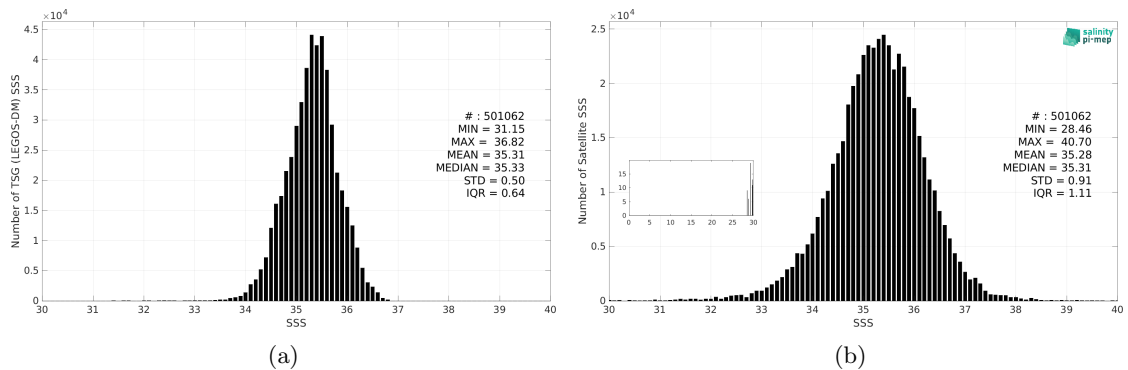 ×10⁴
4.5
4
3.5
3
2.5
2
1.5
1
0.5
0
30 31 32 33 34 35 36 37 38 39 40
SSS
Number of TSG (LEGOS-DM) SSS
# : 501062
MIN = 31.15
MAX = 36.82
MEAN = 35.31
MEDIAN = 35.33
STD = 0.50
IQR = 0.64
(a)
×10⁴
2.5
2
1.5
1
0.5
0
30 31 32 33 34 35 36 37 38 39 40
SSS
Number of Satellite SSS
15
10
5
0
0 5 10 15 20 25 30
salinity
pi-mep
# : 501062
MIN = 28.46
MAX = 40.70
MEAN = 35.28
MEDIAN = 35.31
STD = 0.91
IQR = 1.11
(b)